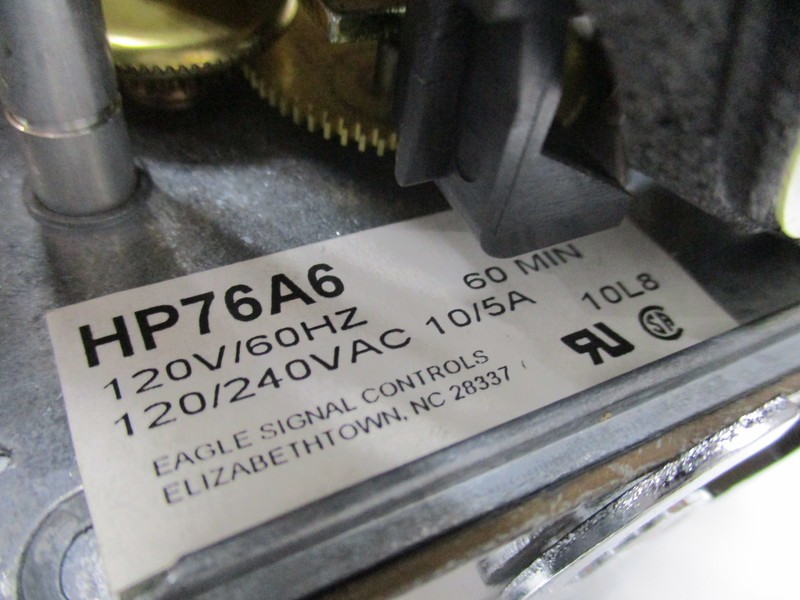 HP76A6 60 MIN
120V/60HZ
120/240VAC 10/5A 10L8
EAGLE SIGNAL CONTROLS
ELIZABETHTOWN, NC 28337